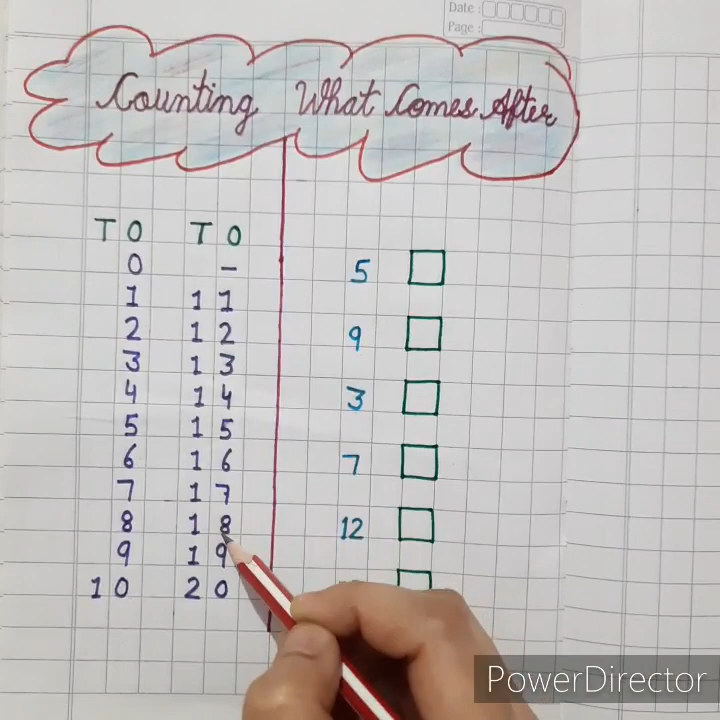 Date :
Page :
Counting What Comes After
T O T O
0 –
1 1 1
2 1 2
3 1 3
4 1 4
5 1 5
6 1 6
7 1 7
8 1 8
9 1 9
1 0 2 0
5
9
3
7
12
PowerDirector